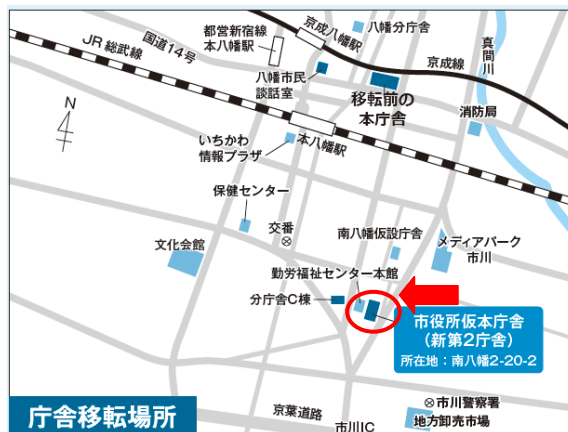 都営新宿線
本八幡駅
京成八幡駅
八幡分庁舎
国道14号
JR総武線
京成線
真間川
八幡市民
談話室
移転前の
本庁舎
消防局
N
いちかわ
情報プラザ
本八幡駅
保健センター
交番
南八幡仮設庁舎
メディアパーク
市川
文化会館
勤労福祉センター本館
分庁舎C棟
市役所仮本庁舎
(新第2庁舎)
所在地：南八幡2-20-2
京葉道路
市川IC
市川警察署
地方卸売市場
庁舎移転場所